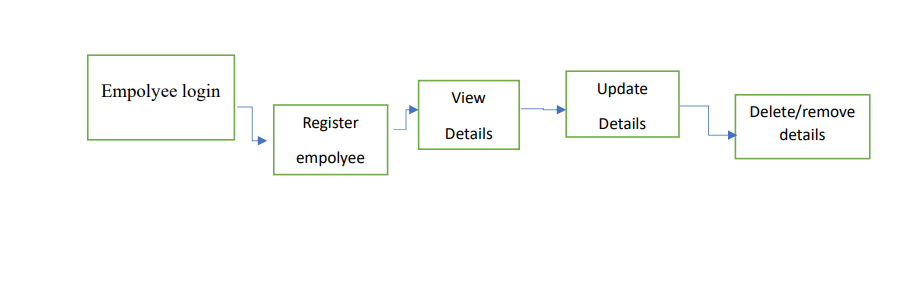 Empolyee login
Register
empolyee
View
Details
Update
Details
Delete/remove
details